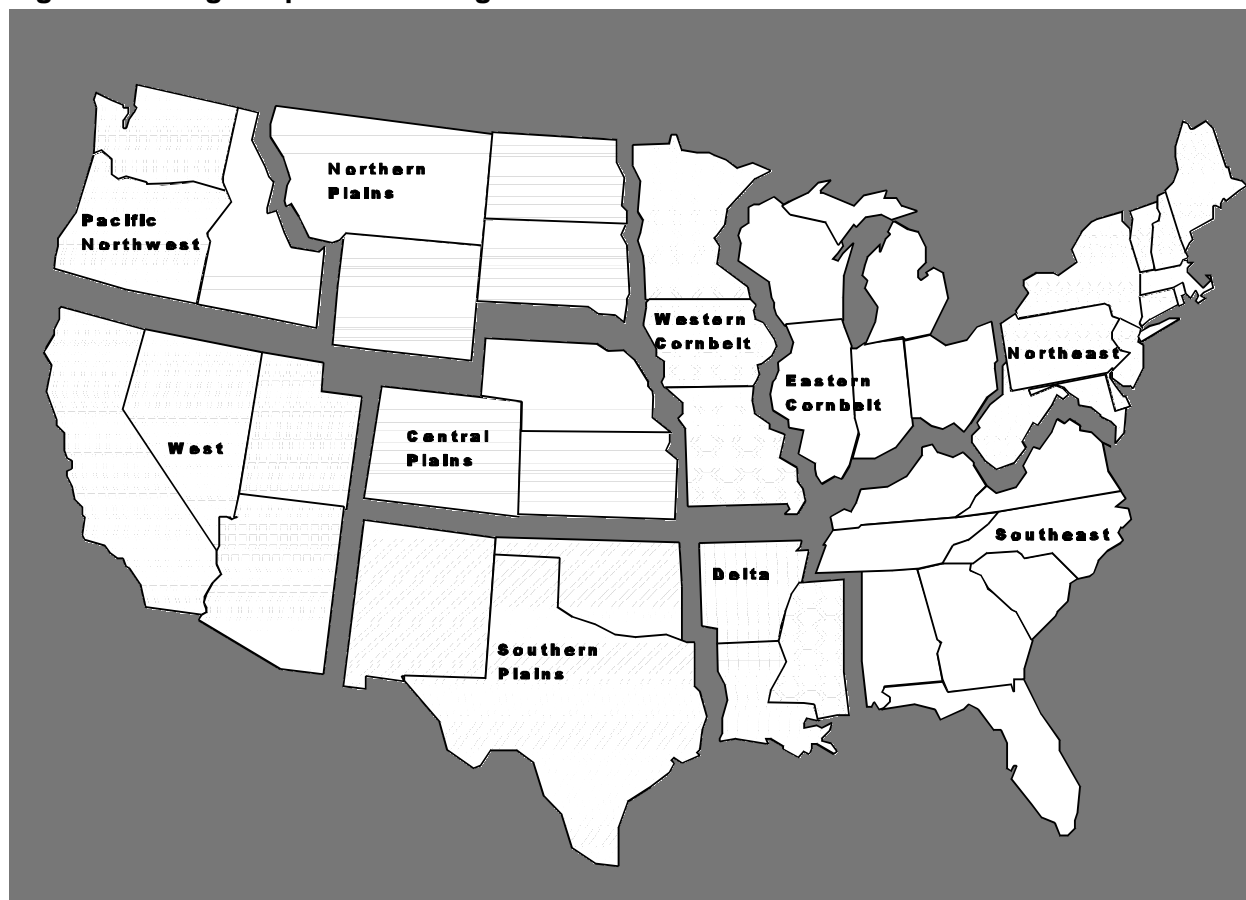 Northern
Plains
Pacific
Northwest
Western
Cornbelt
Northeast
Eastern
Cornbelt
West
Central
Plains
Southeast
Delta
Southern
Plains